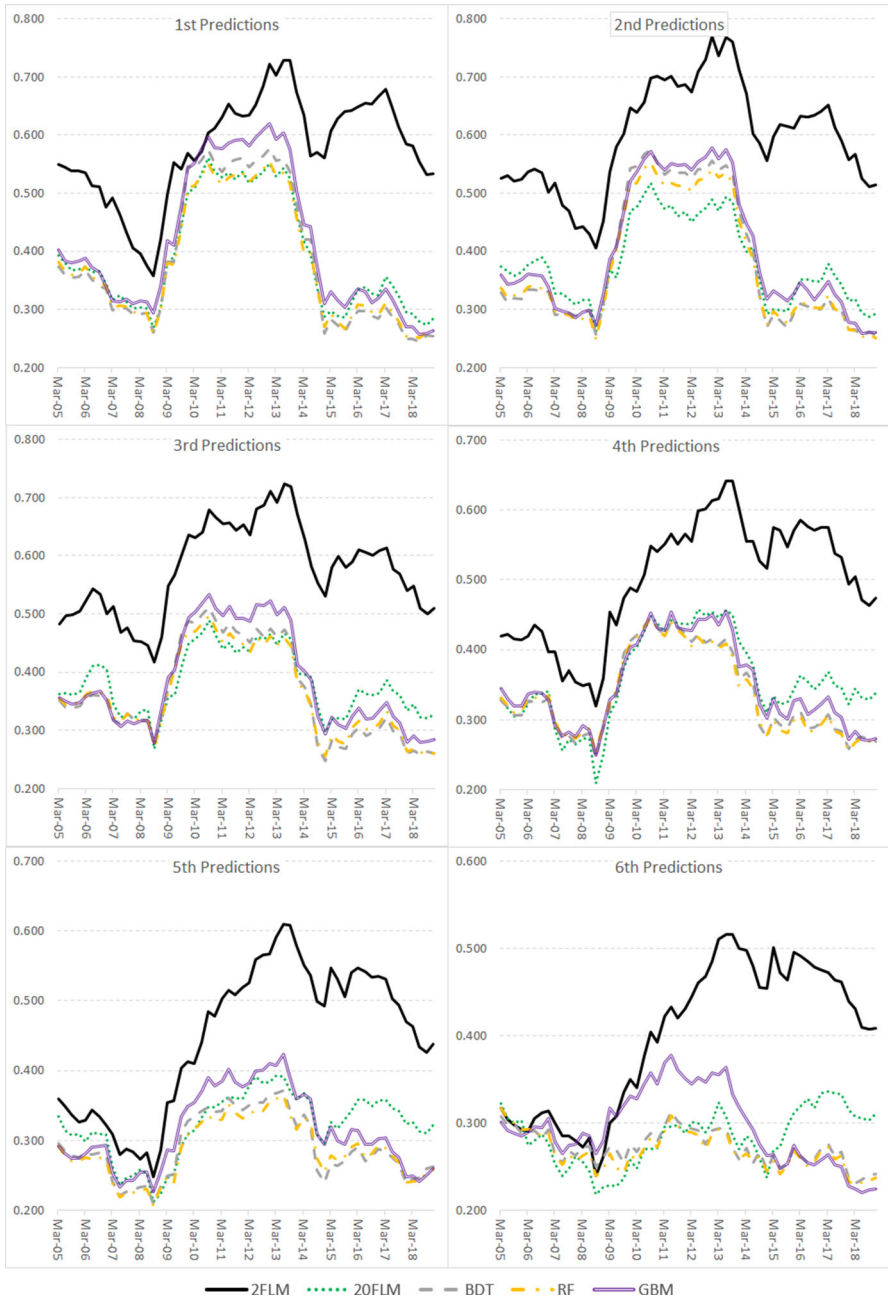 1st Predictions
0.800
0.700
0.600
0.500
0.400
0.300
0.200
Mar-05
Mar-06
Mar-07
Mar-08
Mar-09
Mar-10
Mar-11
Mar-12
Mar-13
Mar-14
Mar-15
Mar-16
Mar-17
Mar-18
2nd Predictions
0.800
0.700
0.600
0.500
0.400
0.300
0.200
Mar-05
Mar-06
Mar-07
Mar-08
Mar-09
Mar-10
Mar-11
Mar-12
Mar-13
Mar-14
Mar-15
Mar-16
Mar-17
Mar-18
3rd Predictions
0.800
0.700
0.600
0.500
0.400
0.300
0.200
Mar-05
Mar-06
Mar-07
Mar-08
Mar-09
Mar-10
Mar-11
Mar-12
Mar-13
Mar-14
Mar-15
Mar-16
Mar-17
Mar-18
4th Predictions
0.700
0.600
0.500
0.400
0.300
0.200
Mar-05
Mar-06
Mar-07
Mar-08
Mar-09
Mar-10
Mar-11
Mar-12
Mar-13
Mar-14
Mar-15
Mar-16
Mar-17
Mar-18
5th Predictions
0.700
0.600
0.500
0.400
0.300
0.200
Mar-05
Mar-06
Mar-07
Mar-08
Mar-09
Mar-10
Mar-11
Mar-12
Mar-13
Mar-14
Mar-15
Mar-16
Mar-17
Mar-18
6th Predictions
0.600
0.500
0.400
0.300
0.200
Mar-05
Mar-06
Mar-07
Mar-08
Mar-09
Mar-10
Mar-11
Mar-12
Mar-13
Mar-14
Mar-15
Mar-16
Mar-17
Mar-18
2FLM 20FLM BDT RF GBM